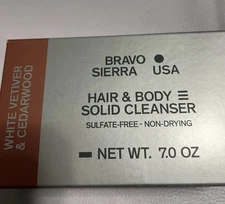 WHITE VETIVER
& CEDARWOOD
BRAVO
SIERRA USA
HAIR & BODY
SOLID CLEANSER
SULFATE-FREE - NON-DRYING
NET WT. 7.0 OZ